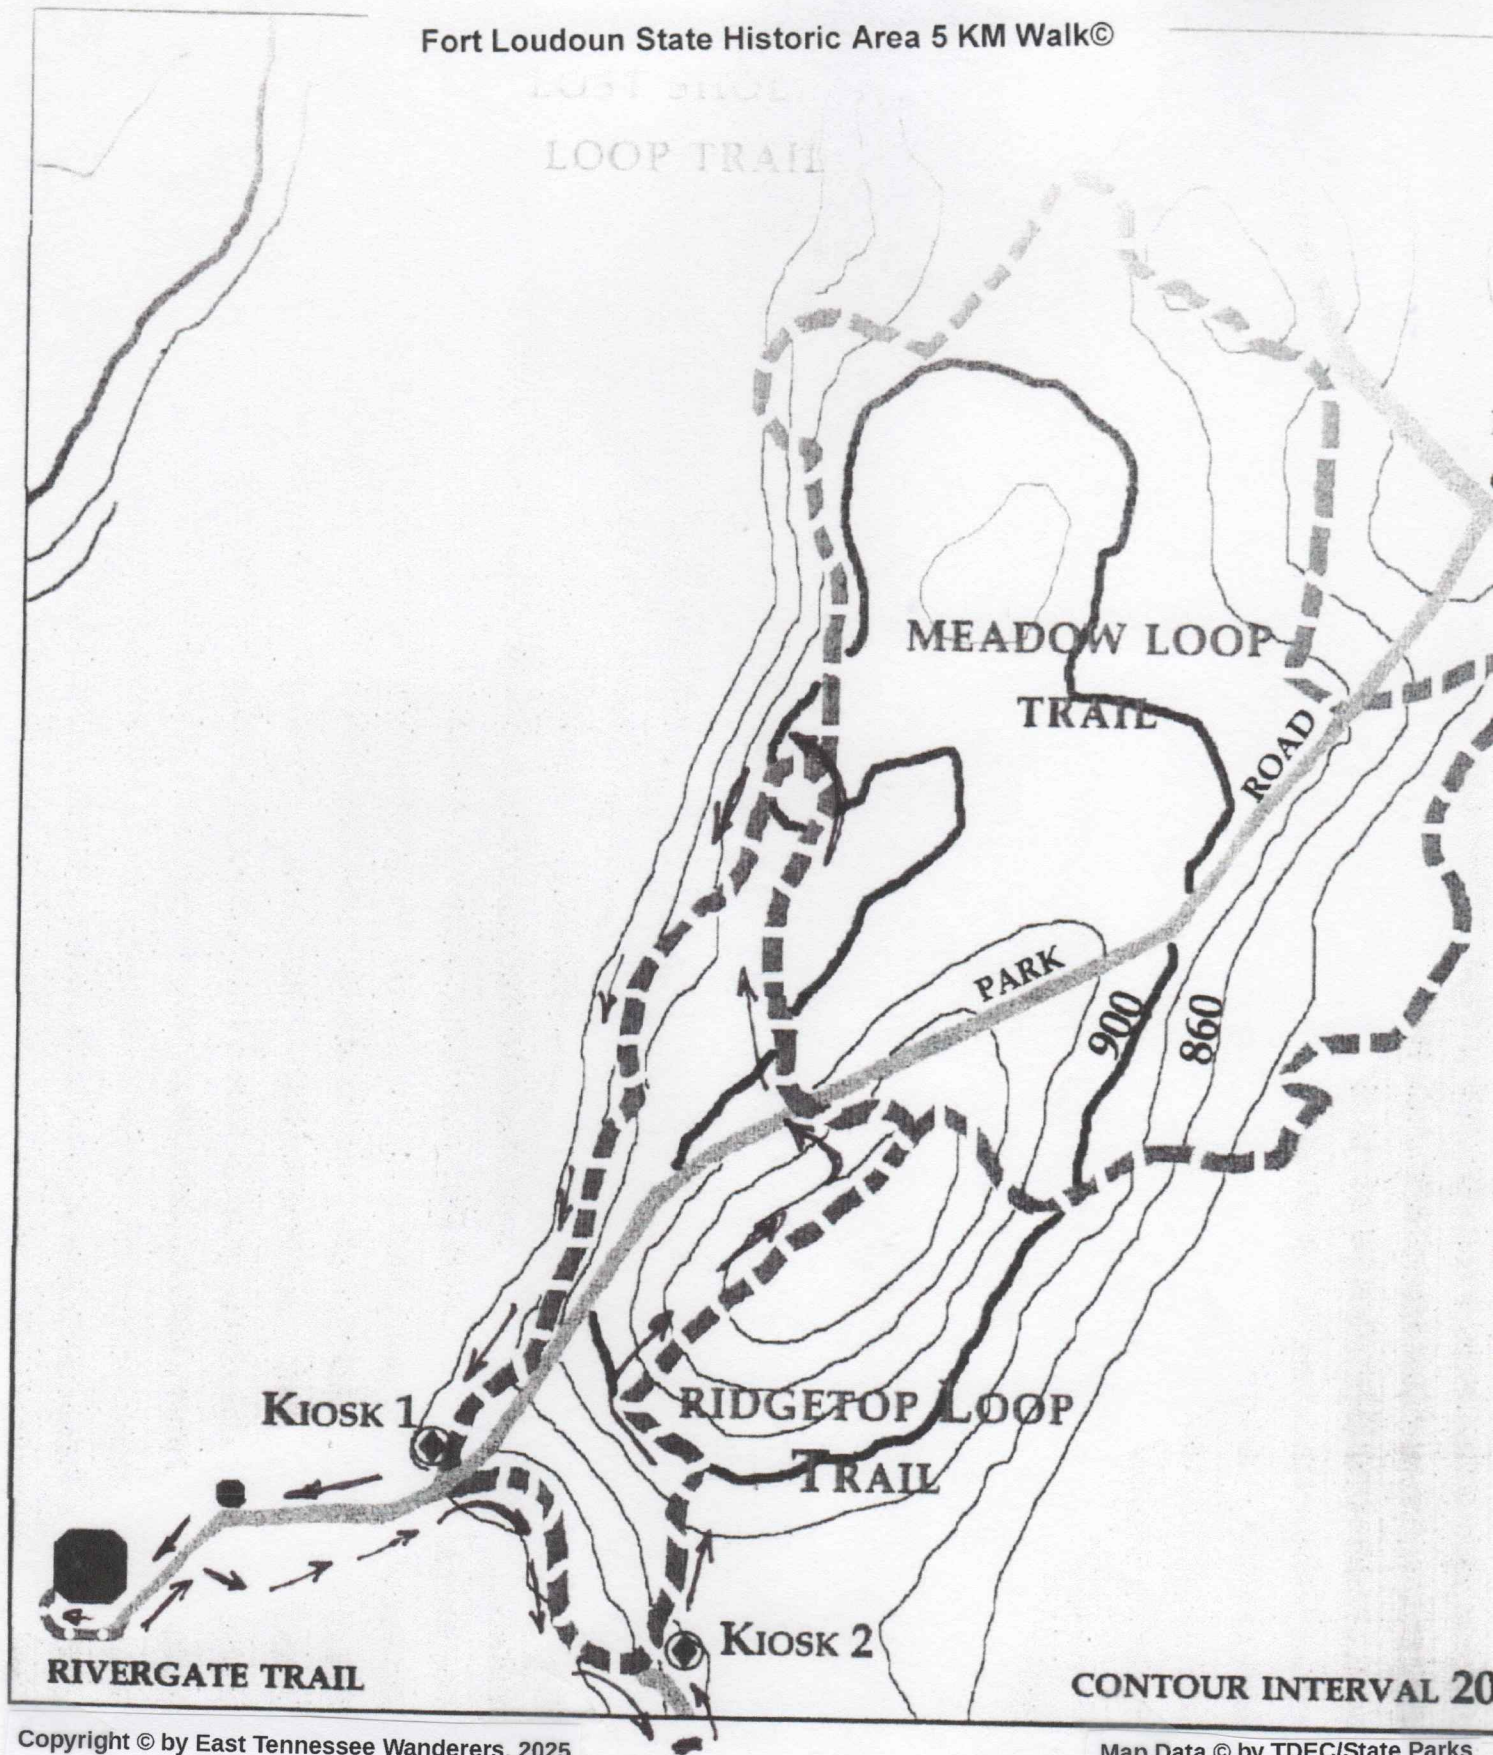 Fort Loudoun State Historic Area 5 KM Walk©
LOOP TRAIL
MEADOW LOOP
TRAIL
ROAD
PARK
900
860
KIOSK 1
RIDGETOP LOOP
TRAIL
KIOSK 2
RIVERGATE TRAIL
CONTOUR INTERVAL 20
Copyright © by East Tennessee Wanderers, 2025
Map Data © by TDEC/State Parks